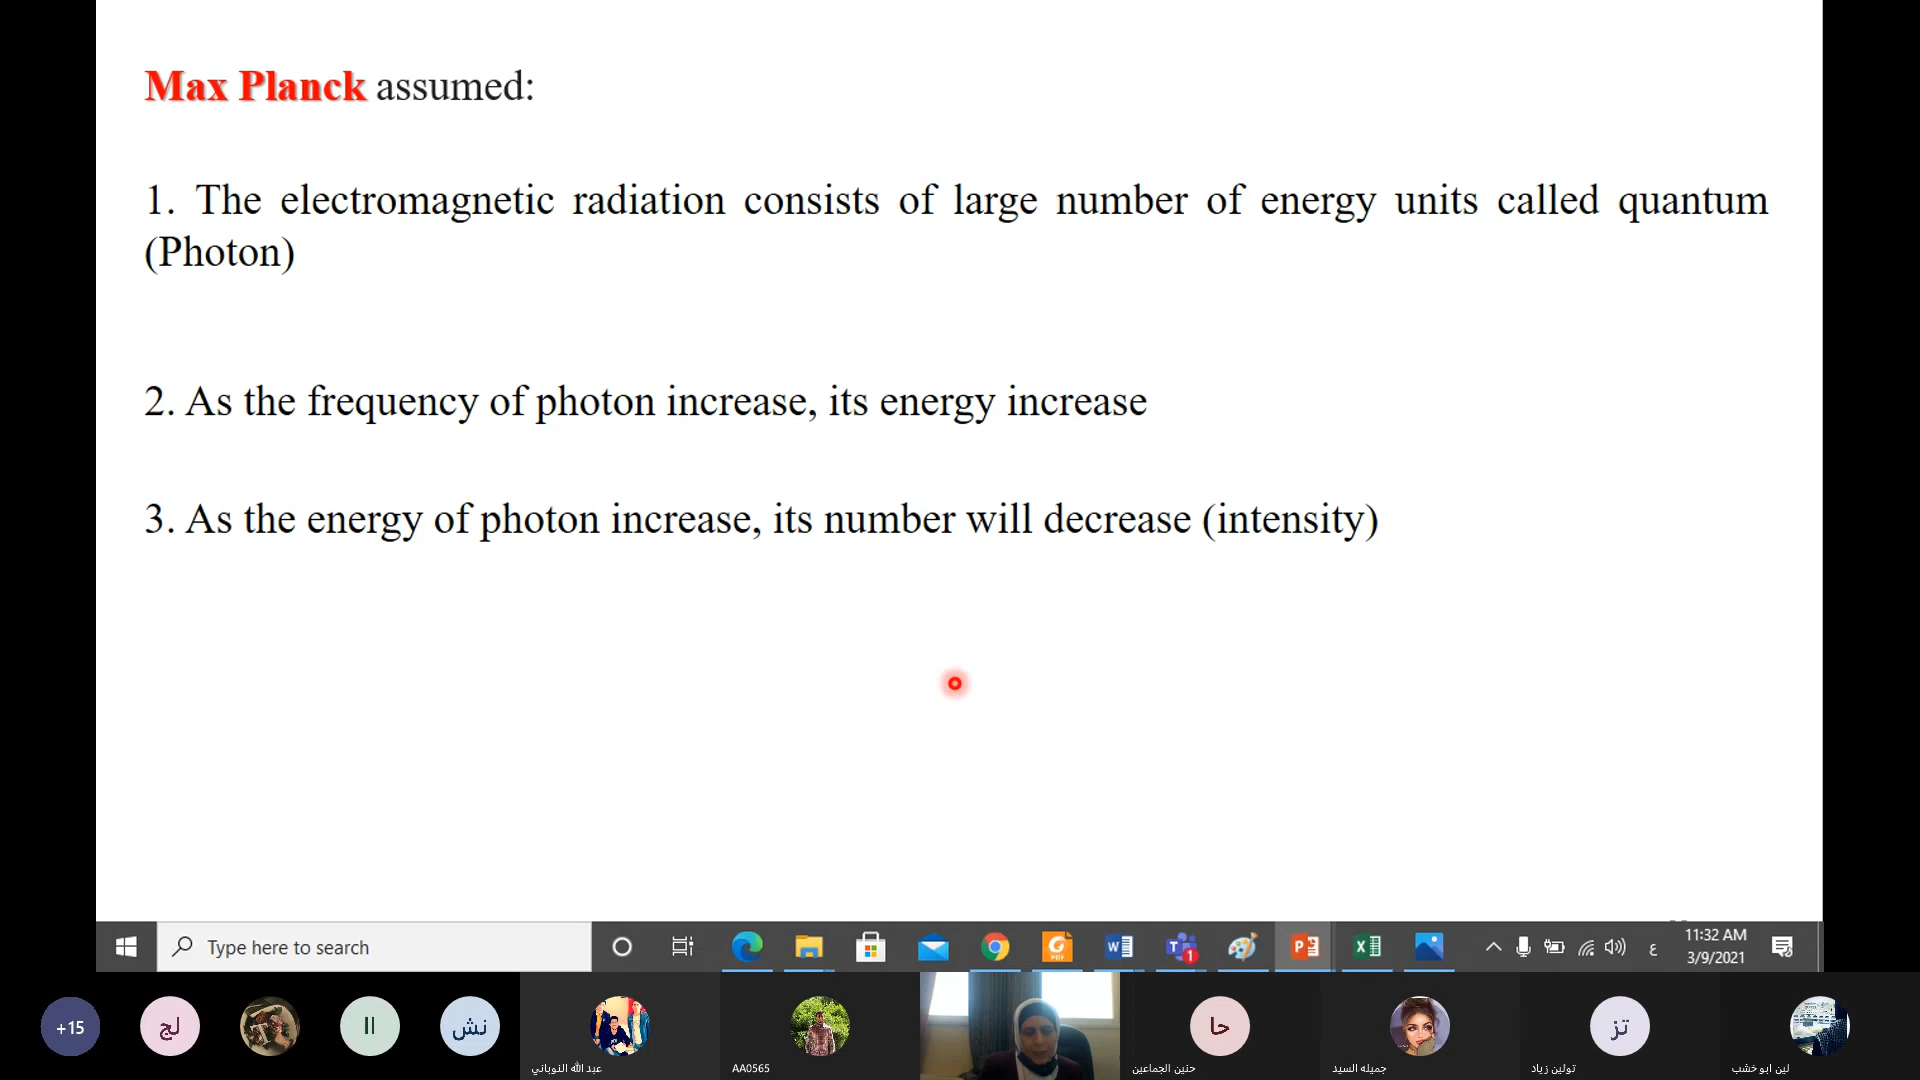 Max Planck assumed:
1. The electromagnetic radiation consists of large number of energy units called quantum
(Photon)
2. As the frequency of photon increase, its energy increase
3. As the energy of photon increase, its number will decrease (intensity)
Type here to search
1
ع
11:32 AM
3/9/2021
+15
لج
اا
نش
عبد الله النوباني
AA0565
حا
حنين الجماعين
جميله السيد
تز
تولين زياد
لين ابو خشب